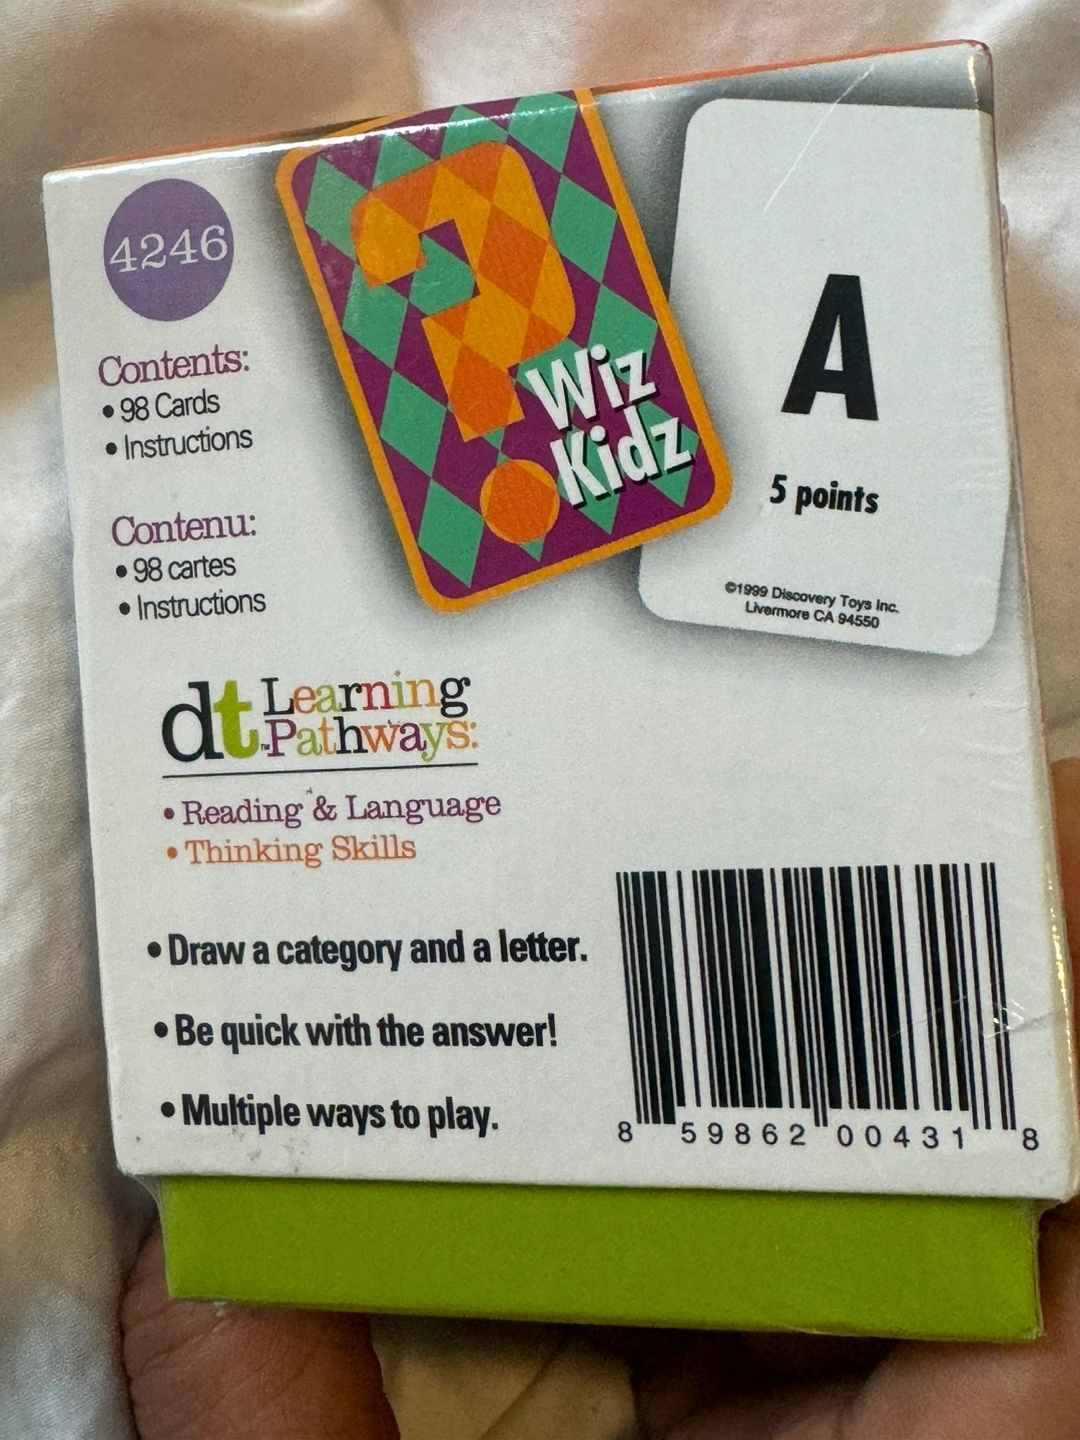 4246
Contents:
• 98 Cards
• Instructions
Contenu:
• 98 cartes
• Instructions
Wiz
Kidz
A
5 points
©1999 Discovery Toys Inc.
Livermore CA 94550
dt Learning
Pathways:
• Reading & Language
• Thinking Skills
• Draw a category and a letter.
• Be quick with the answer!
• Multiple ways to play.
8 59862 00431 8